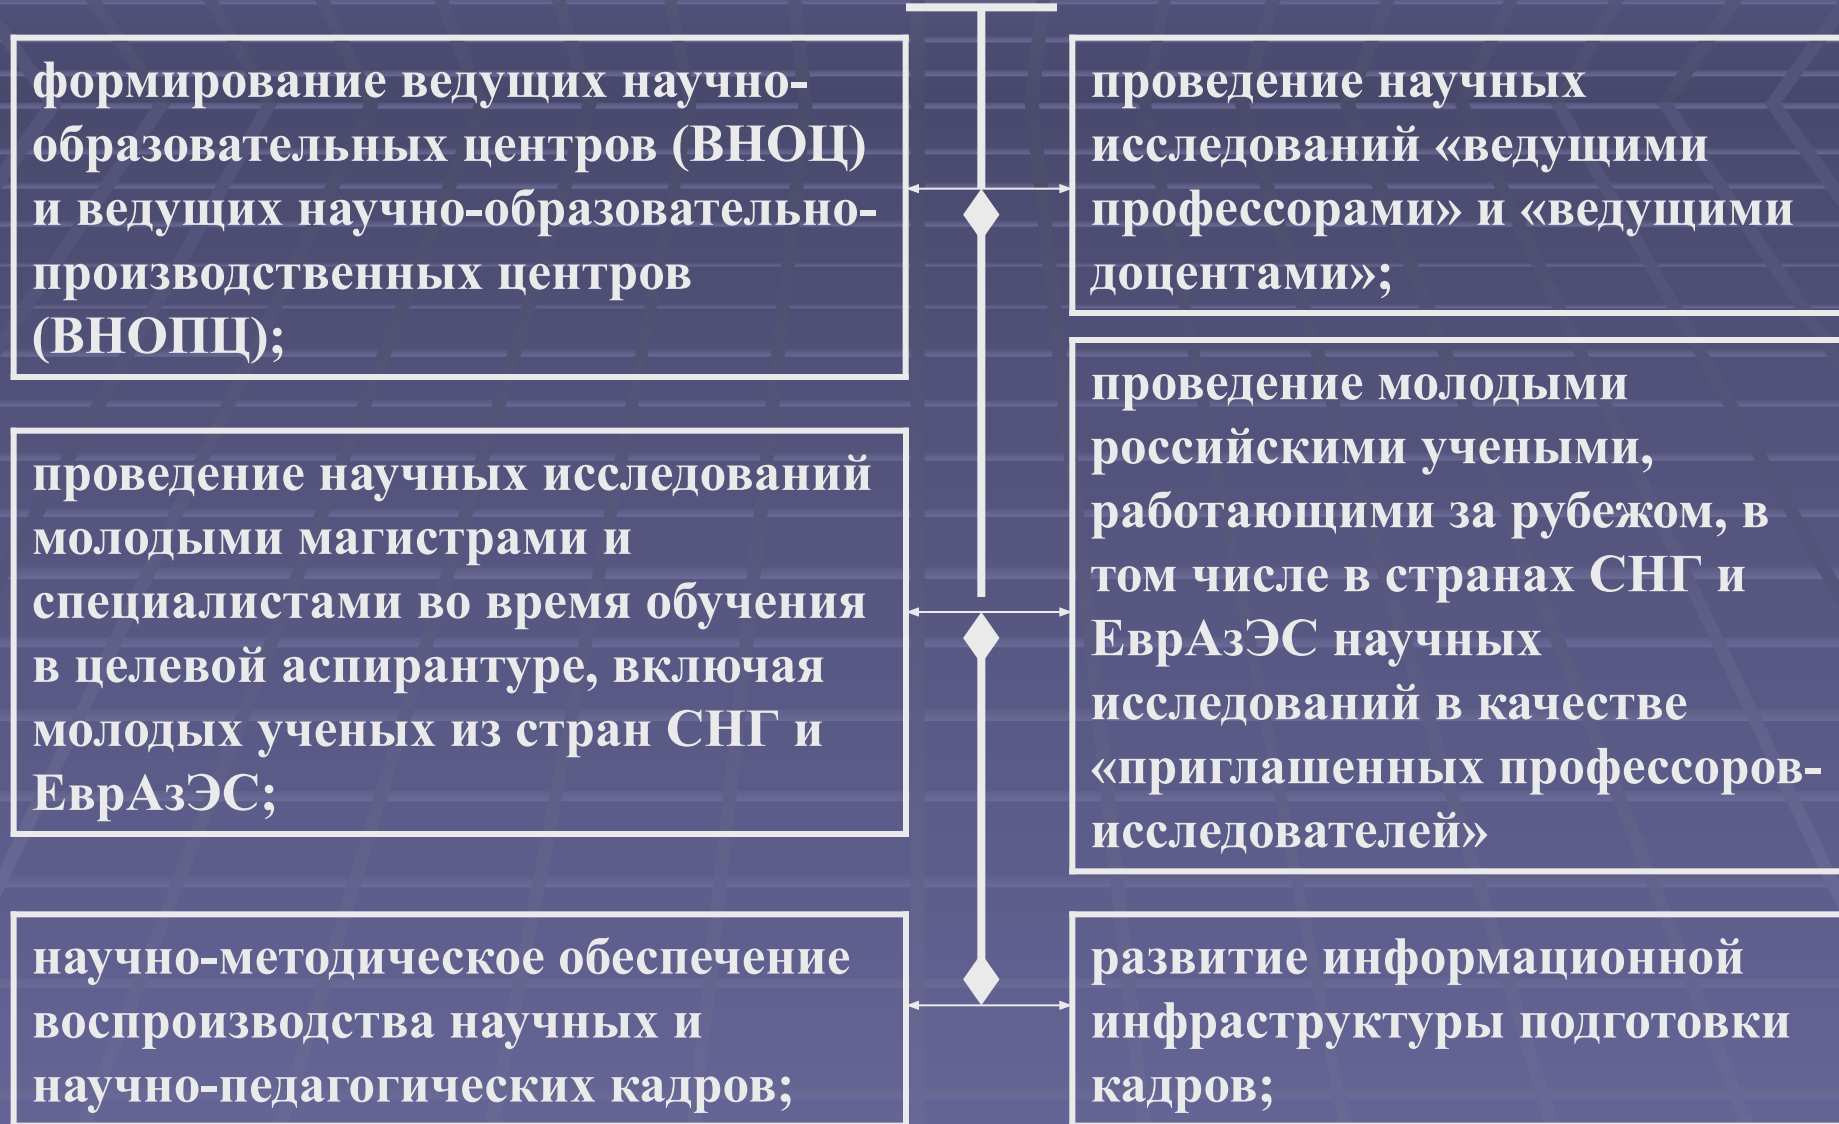 формирование ведущих научно-
образовательных центров (ВНОЦ)
и ведущих научно-образовательно-
производственных центров
(ВНОПЦ);
проведение научных
исследований «ведущими
профессорами» и «ведущими
доцентами»;
проведение научных исследований
молодыми магистрами и
специалистами во время обучения
в целевой аспирантуре, включая
молодых ученых из стран СНГ и
ЕврАзЭС;
проведение молодыми
российскими учеными,
работающими за рубежом, в
том числе в странах СНГ и
ЕврАзЭС научных
исследований в качестве
«приглашенных профессоров-
исследователей»
научно-методическое обеспечение
воспроизводства научных и
научно-педагогических кадров;
развитие информационной
инфраструктуры подготовки
кадров;